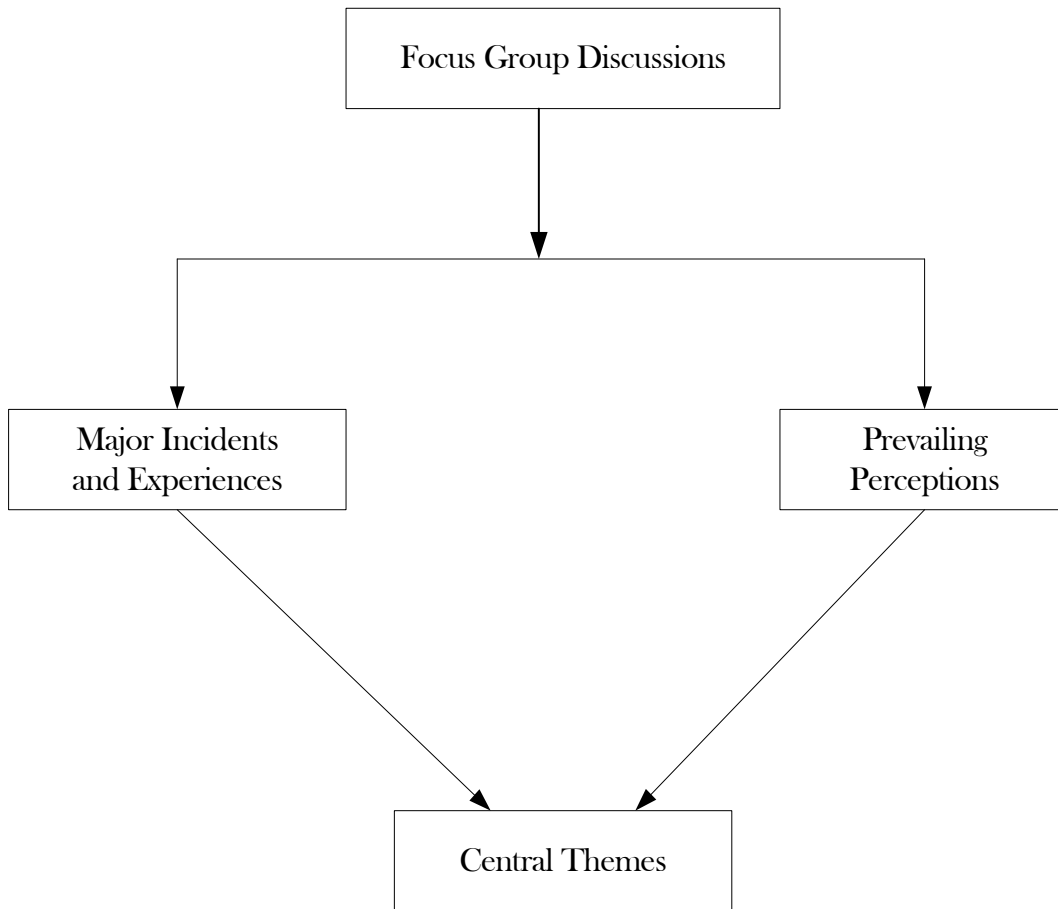 Focus Group Discussions
Major Incidents
and Experiences
Prevailing
Perceptions
Central Themes